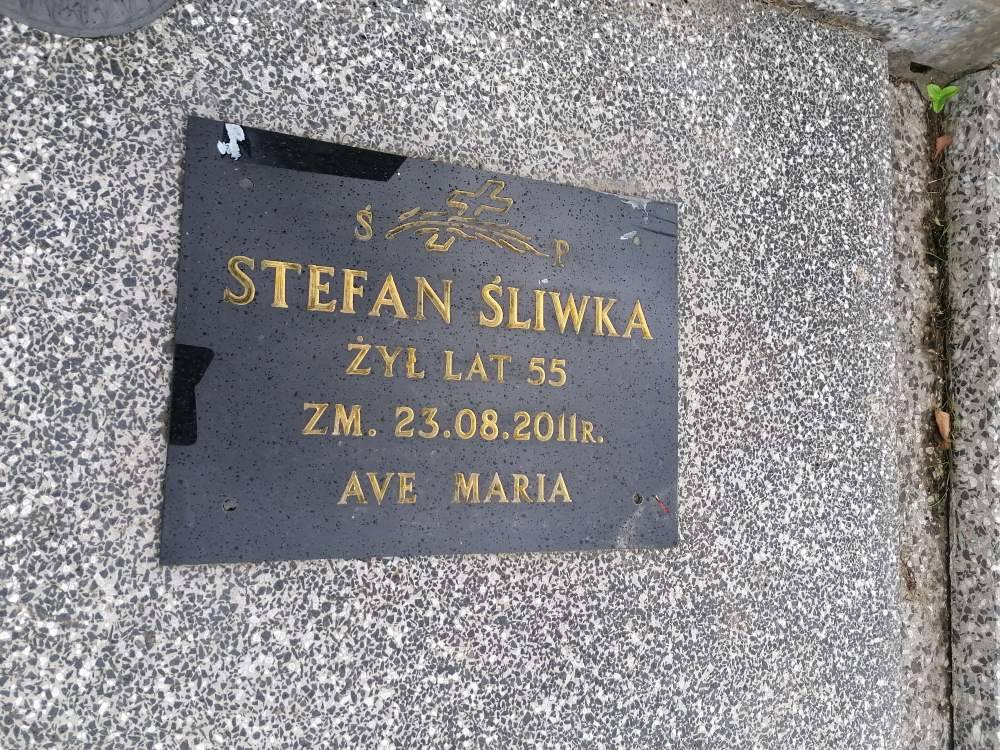 Ś P
STEFAN ŚLIWKA
ŻYŁ LAT 55
ZM. 23.08.2011R.
AVE MARIA